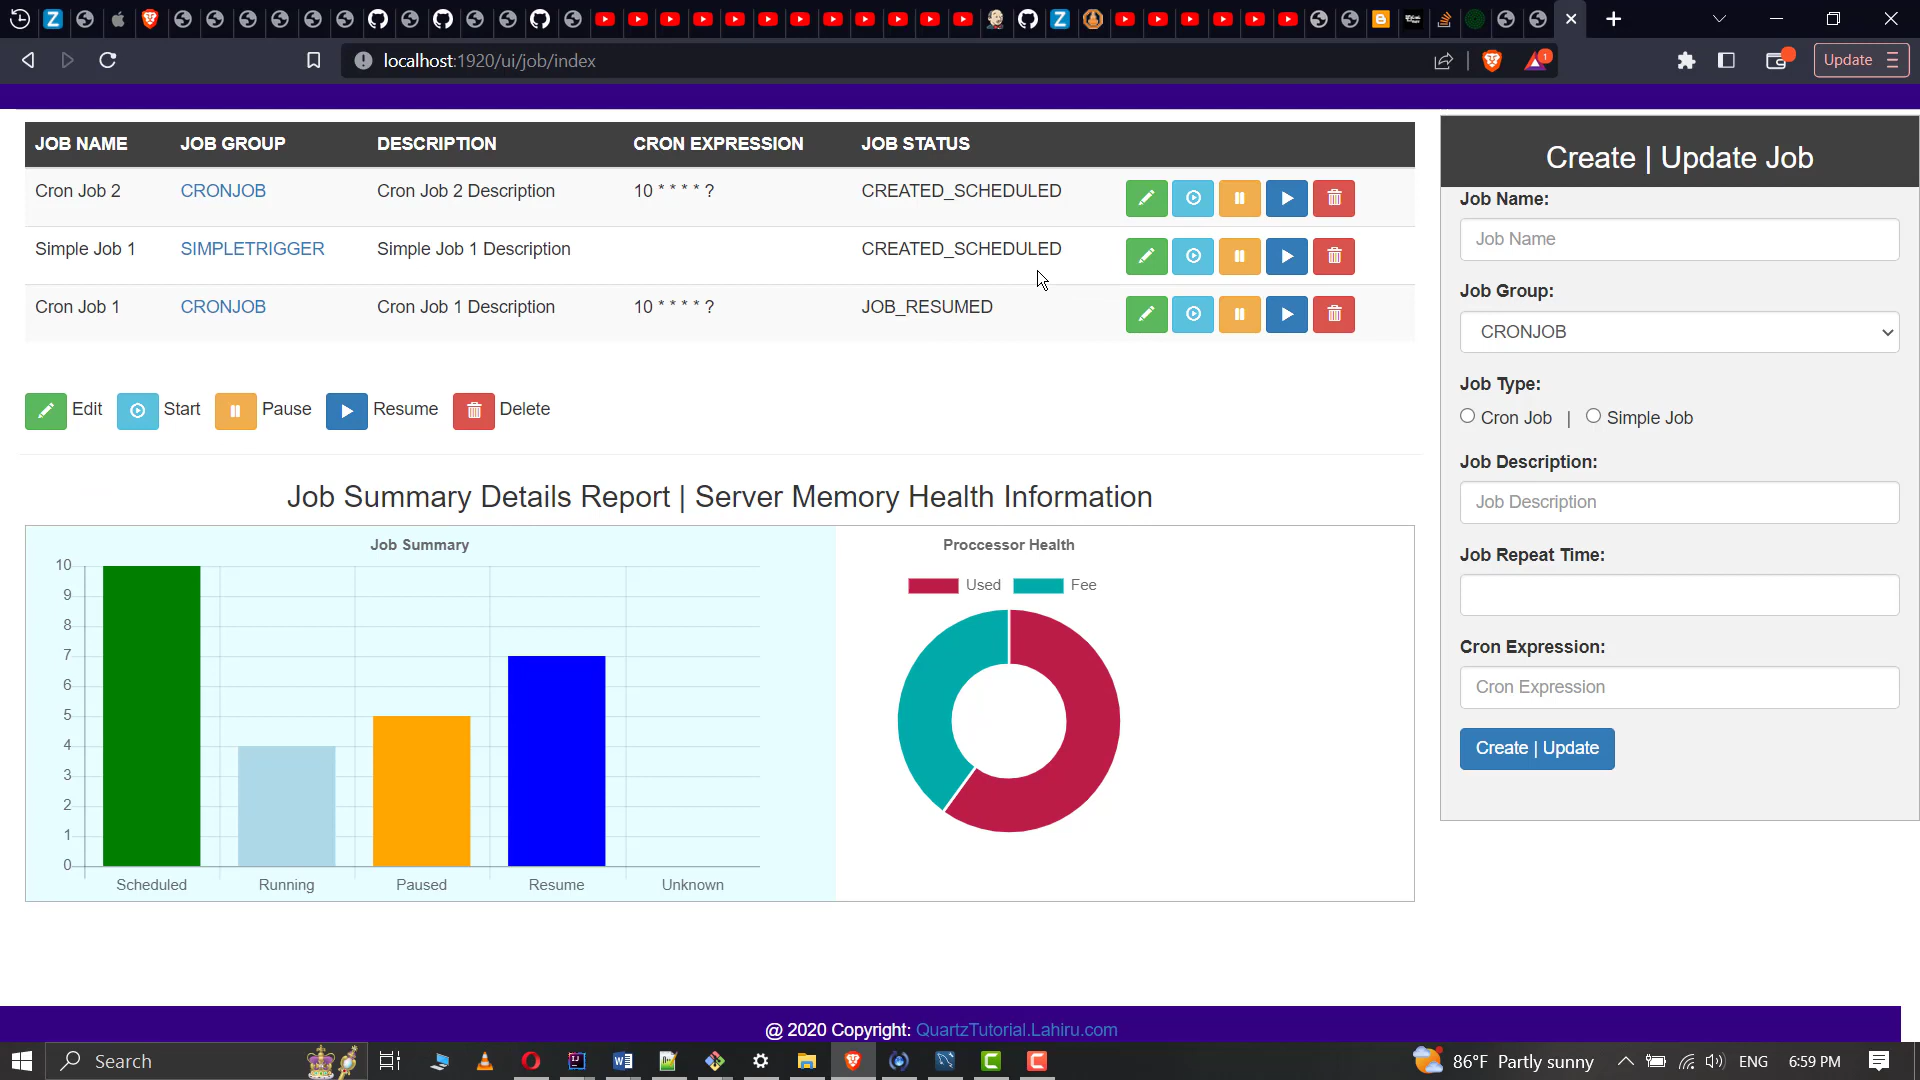 localhost:1920/ui/job/index
1
Update
JOB NAME JOB GROUP DESCRIPTION CRON EXPRESSION JOB STATUS
Cron Job 2 CRONJOB Cron Job 2 Description 10 * * * * ? CREATED_SCHEDULED
Simple Job 1 SIMPLETRIGGER Simple Job 1 Description CREATED_SCHEDULED
Cron Job 1 CRONJOB Cron Job 1 Description 10 * * * * ? JOB_RESUMED
Edit Start Pause Resume Delete
Job Summary Details Report | Server Memory Health Information
Job Summary
10
9
8
7
6
5
4
3
2
1
0
Scheduled Running Paused Resume Unknown
Proccessor Health
Used Fee
Create | Update Job
Job Name:
Job Name
Job Group:
CRONJOB
Job Type:
Cron Job | Simple Job
Job Description:
Job Description
Job Repeat Time:
Cron Expression:
Cron Expression
Create | Update
@ 2020 Copyright: QuartzTutorial.Lahiru.com
Search
86°F Partly sunny
ENG
6:59 PM